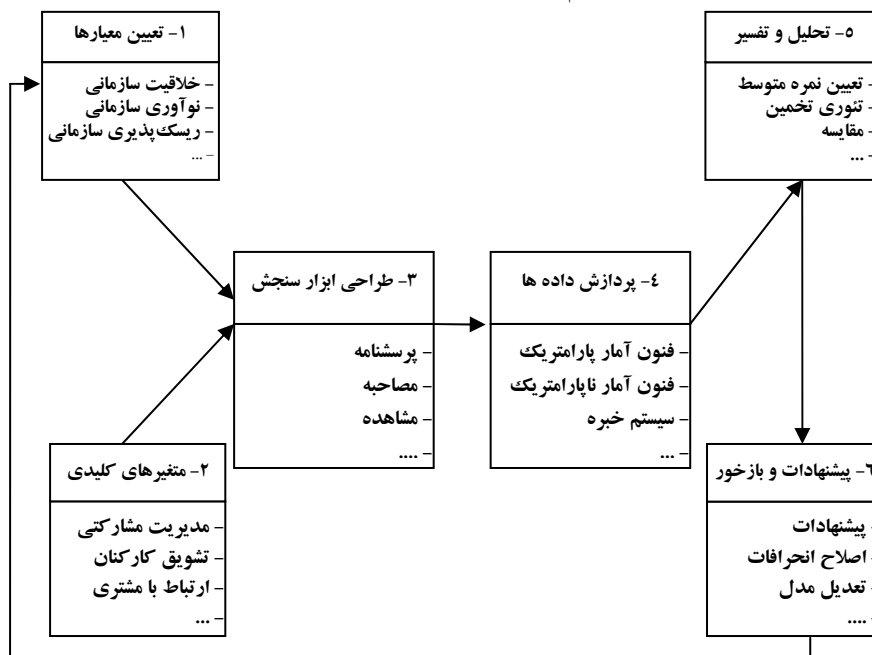 ۱- تعیین معیارها
- خلاقیت سازمانی
- نوآوری سازمانی
- ریسک‌پذیری سازمانی
- ...
۲- متغیرهای کلیدی
- مدیریت مشارکتی
- تشویق کارکنان
- ارتباط با مشتری
- ...
۳- طراحی ابزار سنجش
- پرسشنامه
- مصاحبه
- مشاهده
- ....
٤- پردازش داده ها
- فنون آمار پارامتریک
- فنون آمار ناپارامتریک
- سیستم خبره
- ...
٥- تحلیل و تفسیر
- تعیین نمره متوسط
- تئوری تخمین
- مقایسه
- ...
٦- پیشنهادات و بازخور
- پیشنهادات
- اصلاح انحرافات
- تعدیل مدل
- ....